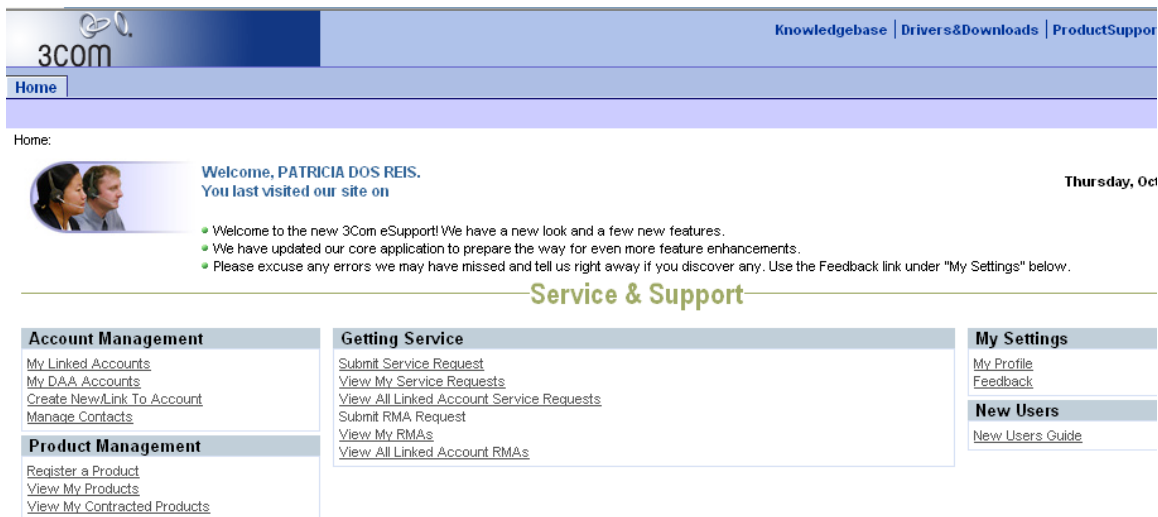 3COM
Knowledgebase | Drivers&Downloads | ProductSuppor
Home
Home:
Welcome, PATRICIA DOS REIS.
You last visited our site on
Thursday, Oct
Welcome to the new 3Com eSupport! We have a new look and a few new features.
We have updated our core application to prepare the way for even more feature enhancements.
Please excuse any errors we may have missed and tell us right away if you discover any. Use the Feedback link under "My Settings" below.
Service & Support
Account Management
My Linked Accounts
My DAA Accounts
Create New/Link To Account
Manage Contacts
Product Management
Register a Product
View My Products
View My Contracted Products
Getting Service
Submit Service Request
View My Service Requests
View All Linked Account Service Requests
Submit RMA Request
View My RMAs
View All Linked Account RMAs
My Settings
My Profile
Feedback
New Users
New Users Guide